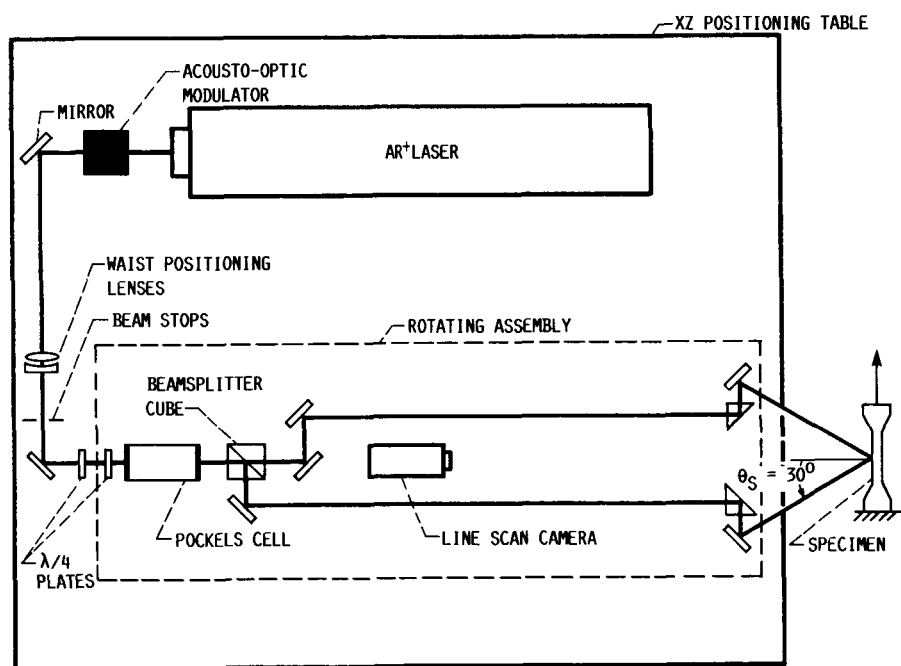 XZ POSITIONING TABLE
ACOUSTO-OPTIC
MODULATOR
MIRROR
AR⁺LASER
WAIST POSITIONING
LENSES
BEAM STOPS
ROTATING ASSEMBLY
BEAMSPLITTER
CUBE
θS = 30⁰
POCKELS CELL
LINE SCAN CAMERA
SPECIMEN
λ/4
PLATES